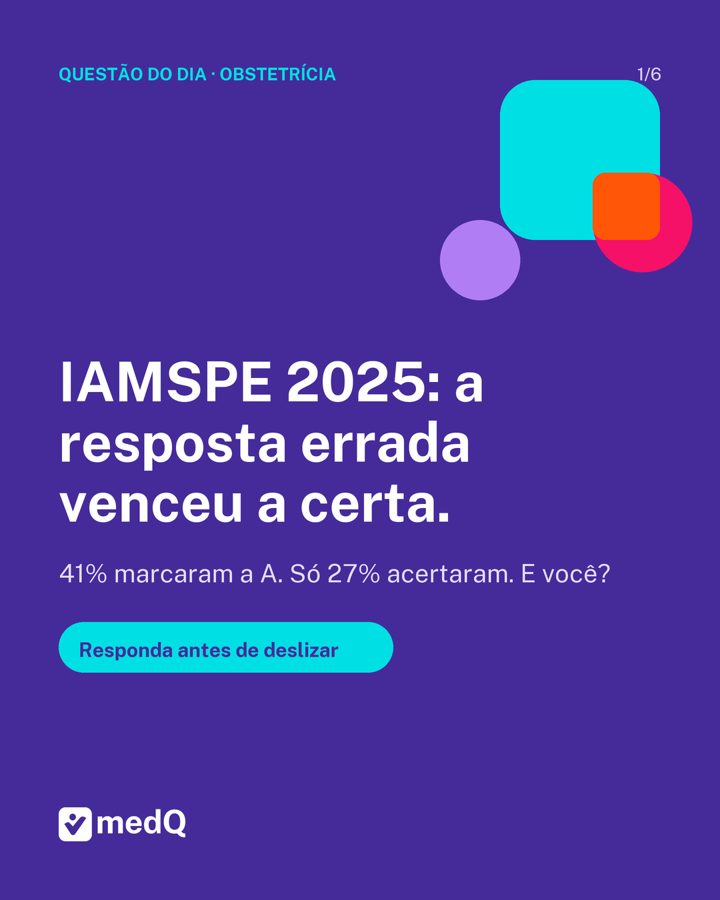 QUESTÃO DO DIA · OBSTETRÍCIA
1/6
IAMSPE 2025: a
resposta errada
venceu a certa.
41% marcaram a A. Só 27% acertaram. E você?
Responda antes de deslizar
medQ